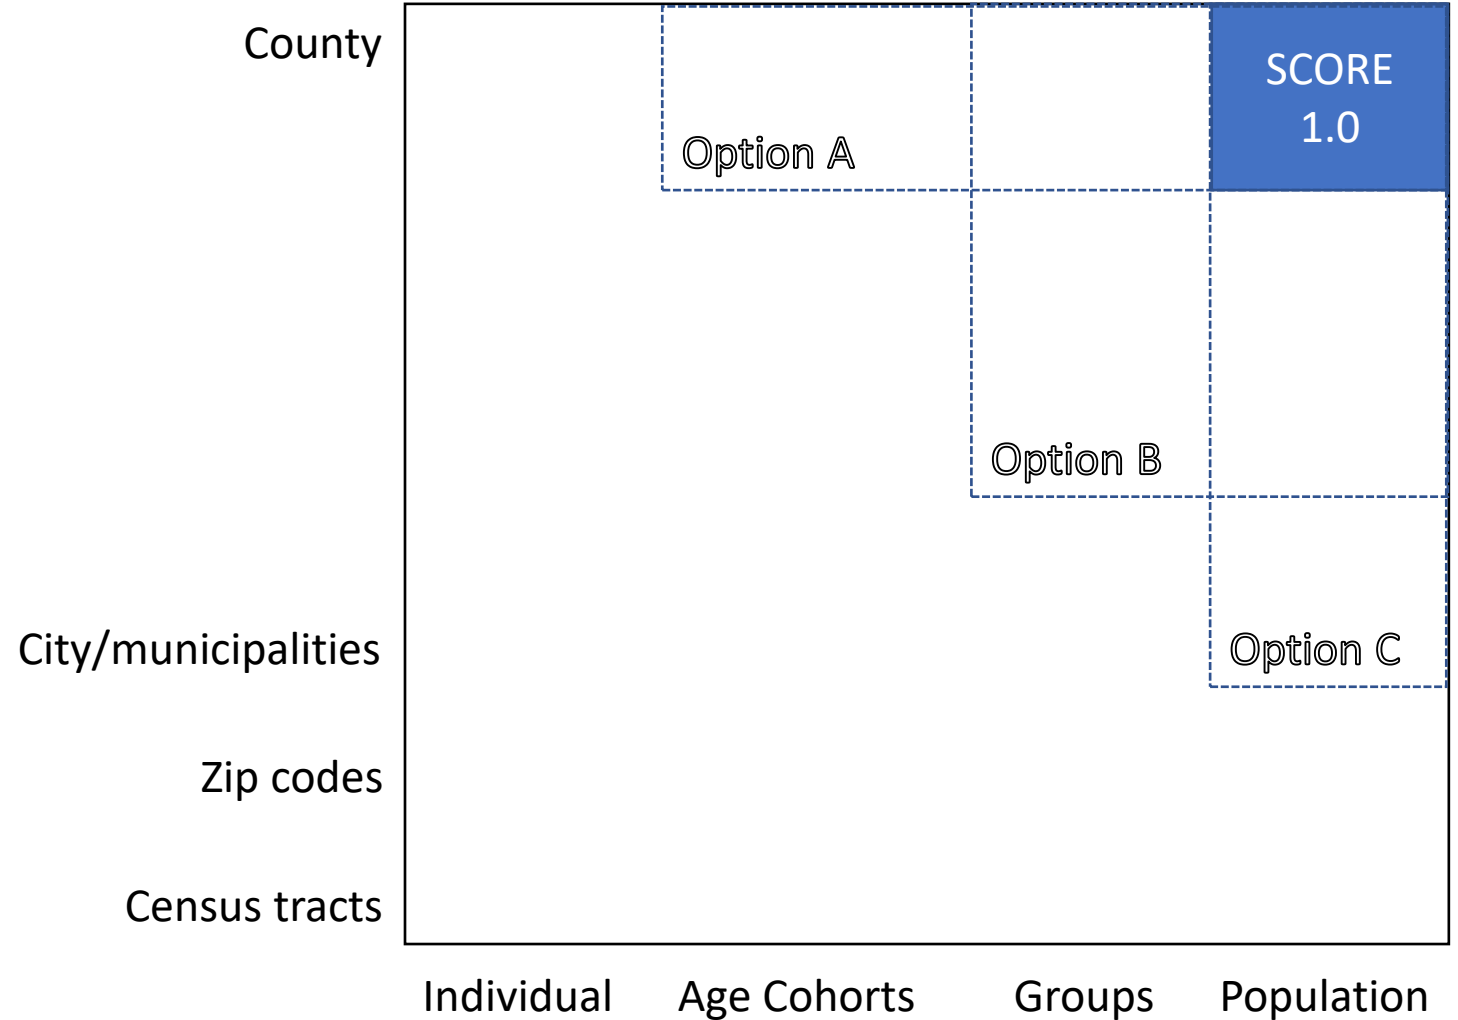 County
SCORE
1.0
Option A
Option B
City/municipalities
Option C
Zip codes
Census tracts
Individual
Age Cohorts
Groups
Population